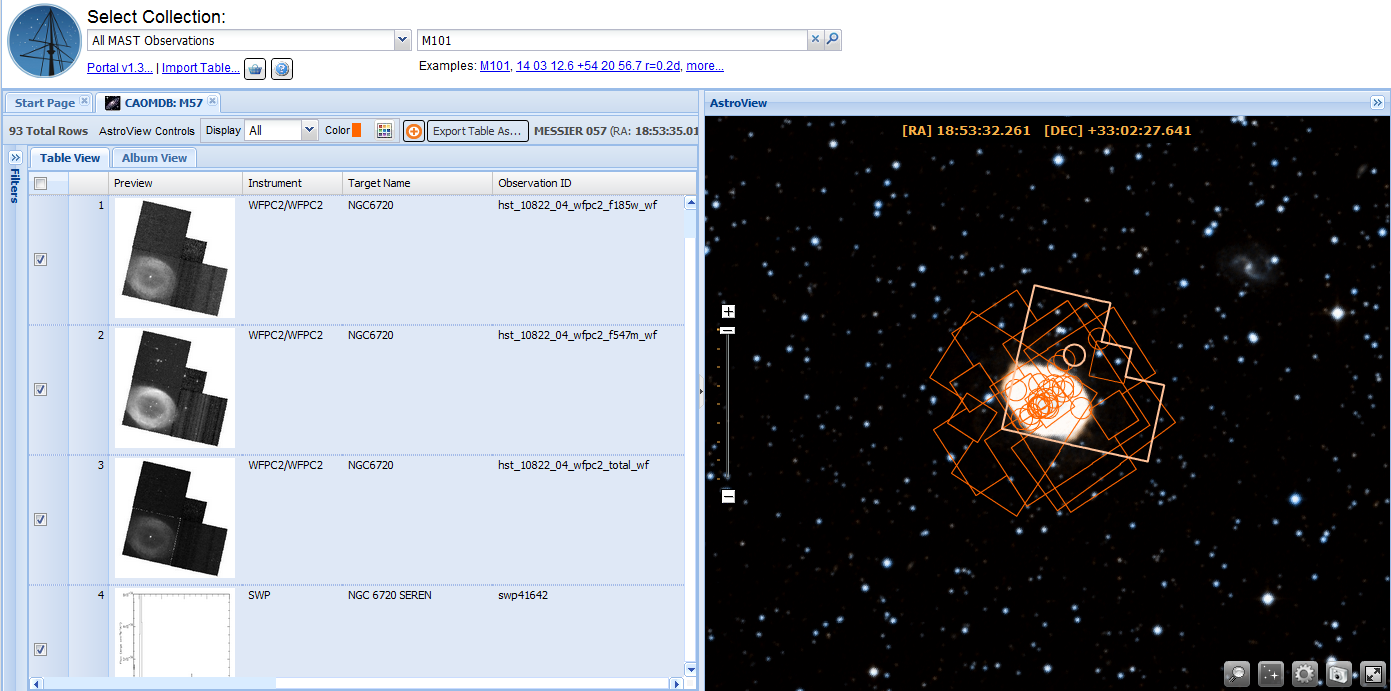 Select Collection:
All MAST Observations
M101
Portal v1.3... | Import Table...
Examples: M101, 14 03 12.6 +54 20 56.7 r=0.2d, more...
Start Page
CAOMDB: M57
AstroView
93 Total Rows AstroView Controls Display All Color Export Table As... MESSIER 057 (RA: 18:53:35.01
[RA] 18:53:32.261 [DEC] +33:02:27.641
Filters
Table View Album View
Preview Instrument Target Name Observation ID
1 WFPC2/WFPC2 NGC6720 hst_10822_04_wfpc2_f185w_wf
2 WFPC2/WFPC2 NGC6720 hst_10822_04_wfpc2_f547m_wf
3 WFPC2/WFPC2 NGC6720 hst_10822_04_wfpc2_total_wf
4 SWP NGC 6720 SEREN swp41642